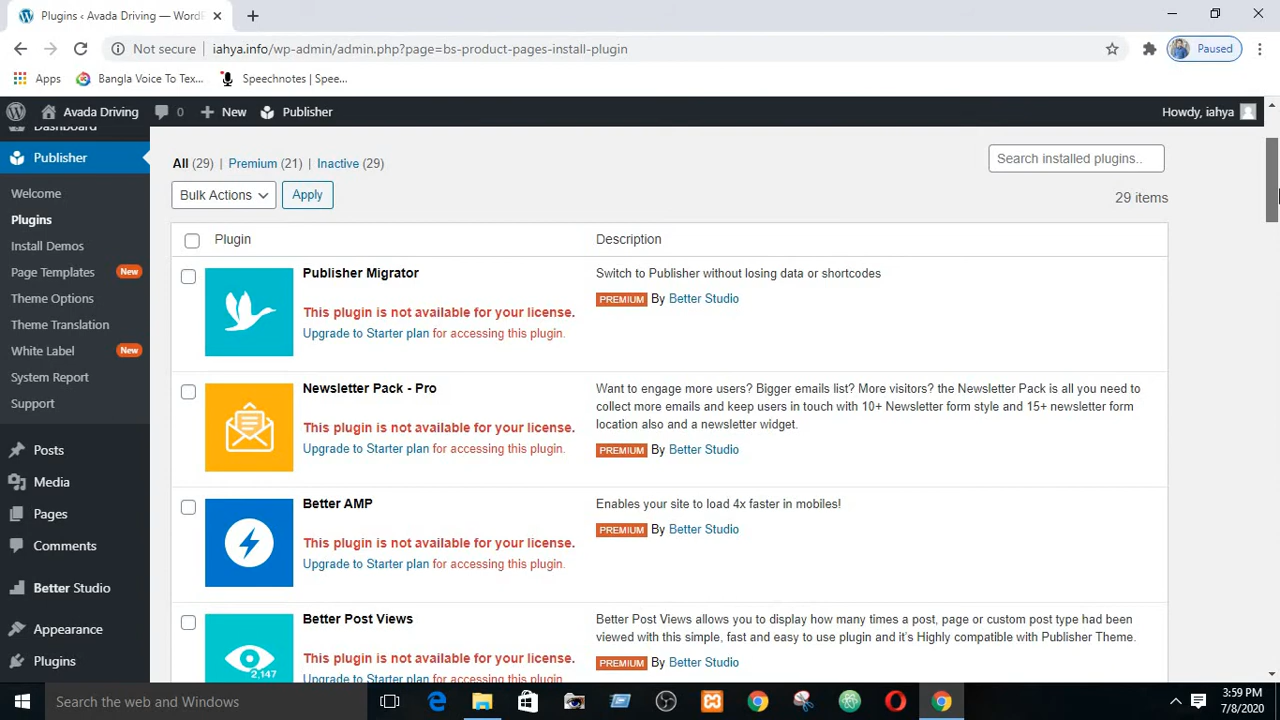 Plugins ‹ Avada Driving — WordP
Not secure iahya.info/wp-admin/admin.php?page=bs-product-pages-install-plugin Paused
Apps Bangla Voice To Tex... Speechnotes | Spee...
Avada Driving 0 New Publisher Howdy, iahya
Dashboard
Publisher
Welcome
Plugins
Install Demos
Page Templates New
Theme Options
Theme Translation
White Label New
System Report
Support
Posts
Media
Pages
Comments
Better Studio
Appearance
Plugins
All (29) | Premium (21) | Inactive (29)
Search installed plugins..
Bulk Actions Apply
29 items
Plugin Description
Publisher Migrator
This plugin is not available for your license.
Upgrade to Starter plan for accessing this plugin.
Switch to Publisher without losing data or shortcodes
PREMIUM By Better Studio
Newsletter Pack - Pro
This plugin is not available for your license.
Upgrade to Starter plan for accessing this plugin.
Want to engage more users? Bigger emails list? More visitors? the Newsletter Pack is all you need to
collect more emails and keep users in touch with 10+ Newsletter form style and 15+ newsletter form
location also and a newsletter widget.
PREMIUM By Better Studio
Better AMP
This plugin is not available for your license.
Upgrade to Starter plan for accessing this plugin.
Enables your site to load 4x faster in mobiles!
PREMIUM By Better Studio
Better Post Views
2,147
This plugin is not available for your license.
Upgrade to Starter plan for accessing this plugin.
Better Post Views allows you to display how many times a post, page or custom post type had been
viewed with this simple, fast and easy to use plugin and it's Highly compatible with Publisher Theme.
PREMIUM By Better Studio
Search the web and Windows
3:59 PM
7/8/2020